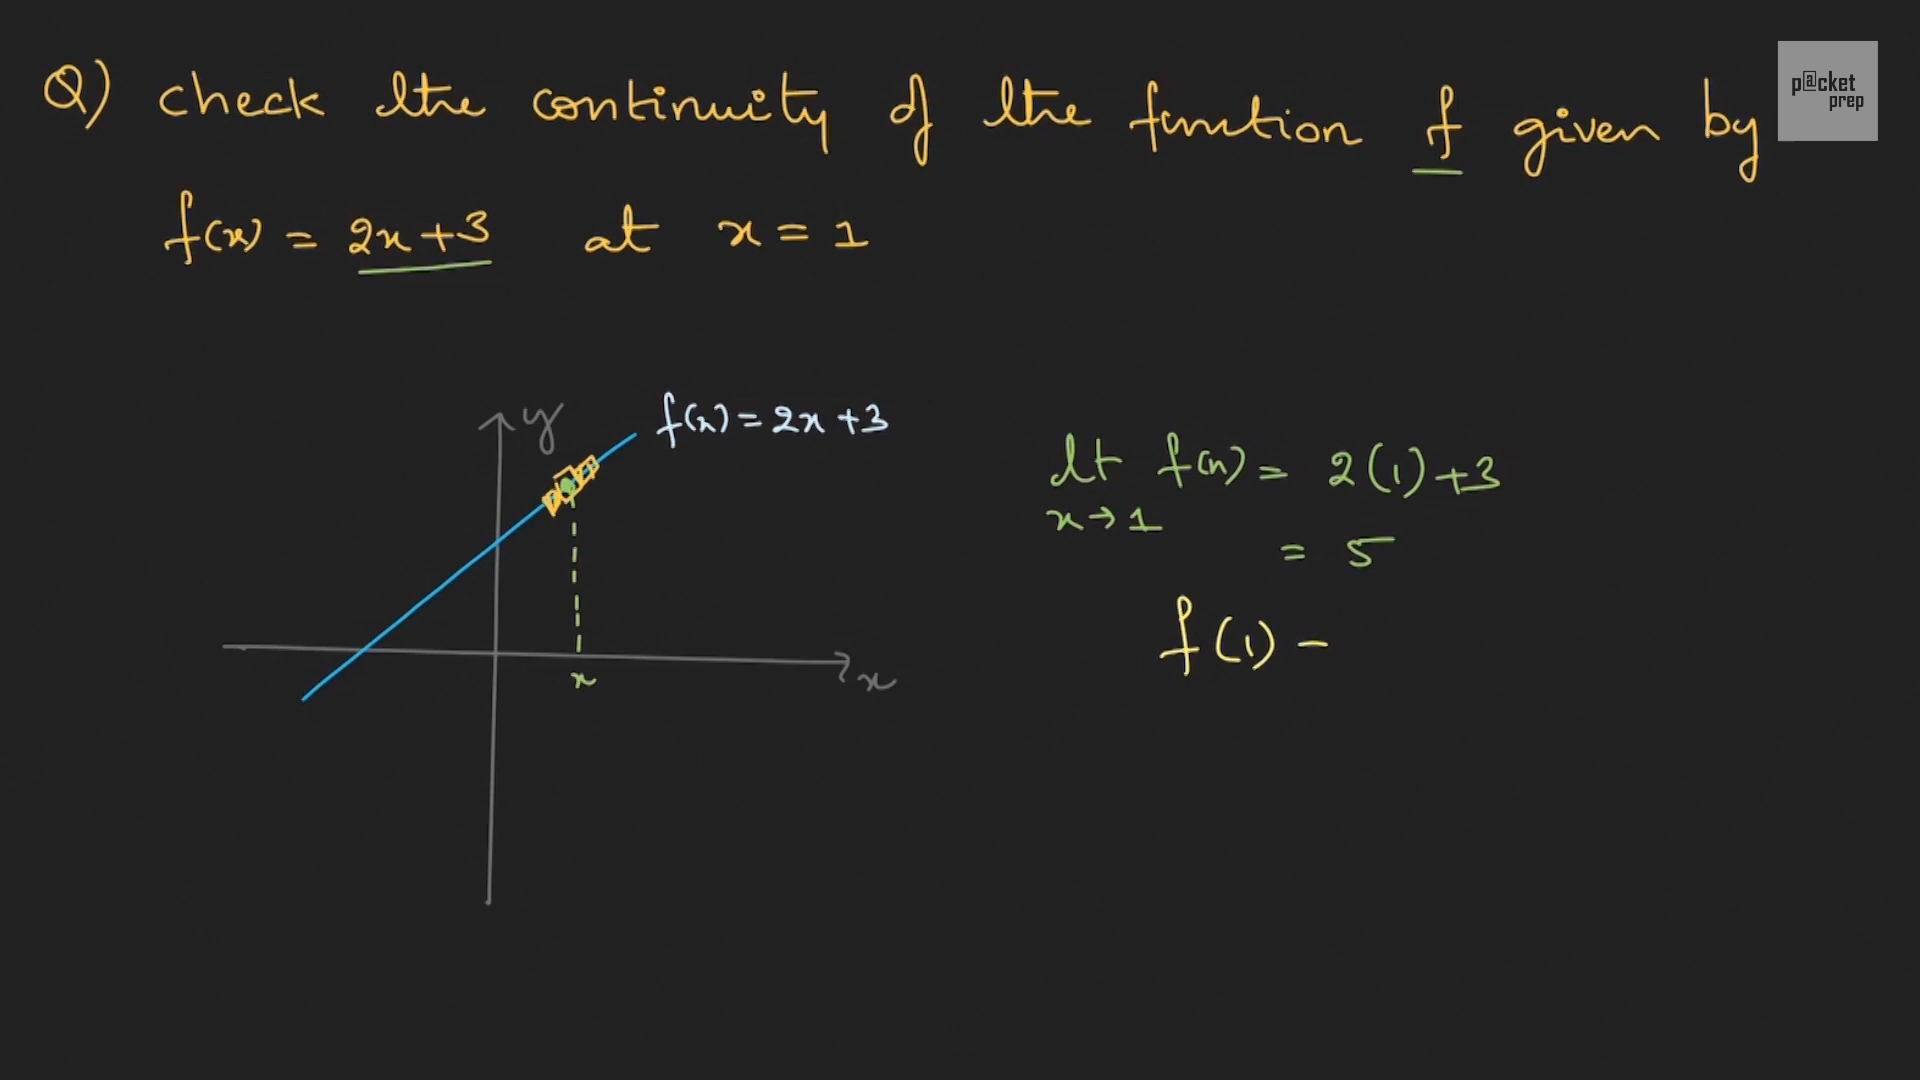 Q) check the continuity of the function f given by
p@cket
prep
f(x) = 2x+3 at x = 1
y
f(x) = 2x+3
lt f(x) = 2(1)+3
x→1
= 5
f(1) –
x
x